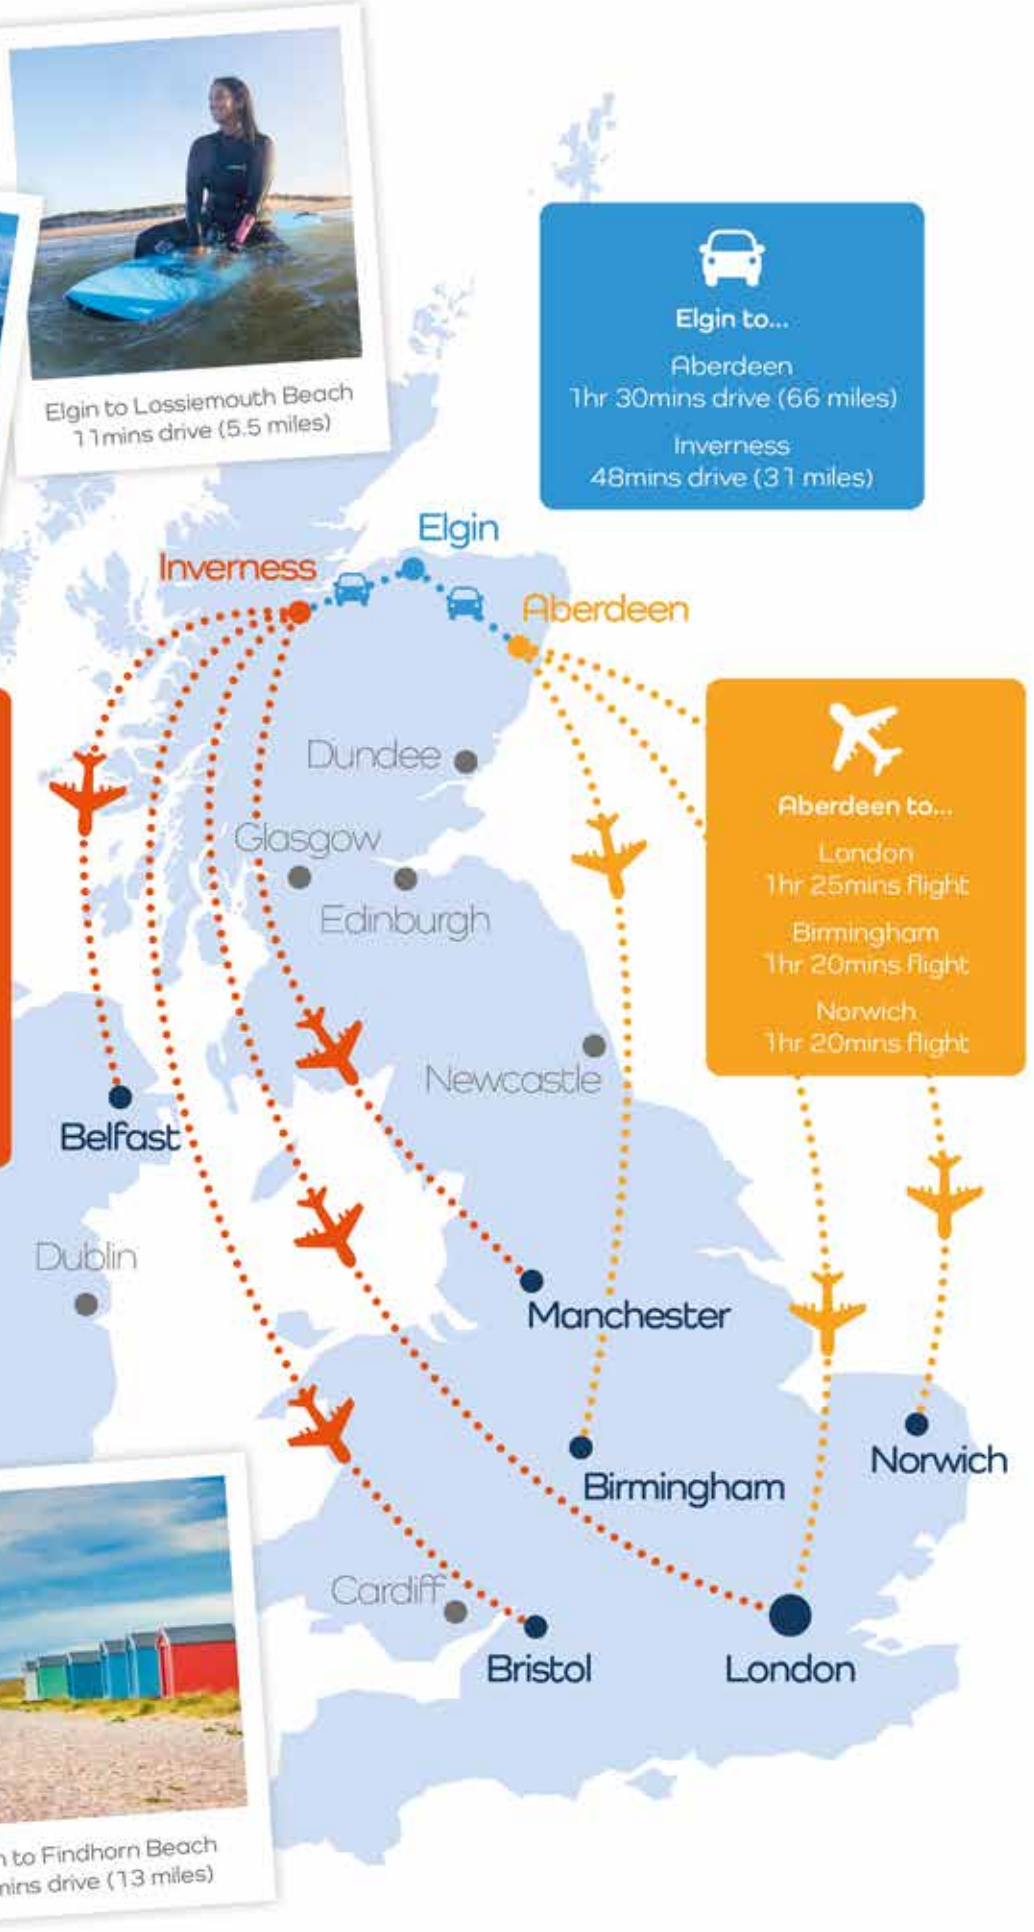 Elgin to Lossiemouth Beach
11mins drive (5.5 miles)
Elgin to...
Aberdeen
1hr 30mins drive (66 miles)
Inverness
48mins drive (31 miles)
Elgin
Inverness
Aberdeen
Dundee
Glasgow
Edinburgh
Aberdeen to...
London
1hr 25mins flight
Birmingham
1hr 20mins flight
Norwich
1hr 20mins flight
Newcastle
Belfast
Dublin
Manchester
Norwich
Birmingham
Cardiff
Bristol
London
to Findhorn Beach
mins drive (13 miles)